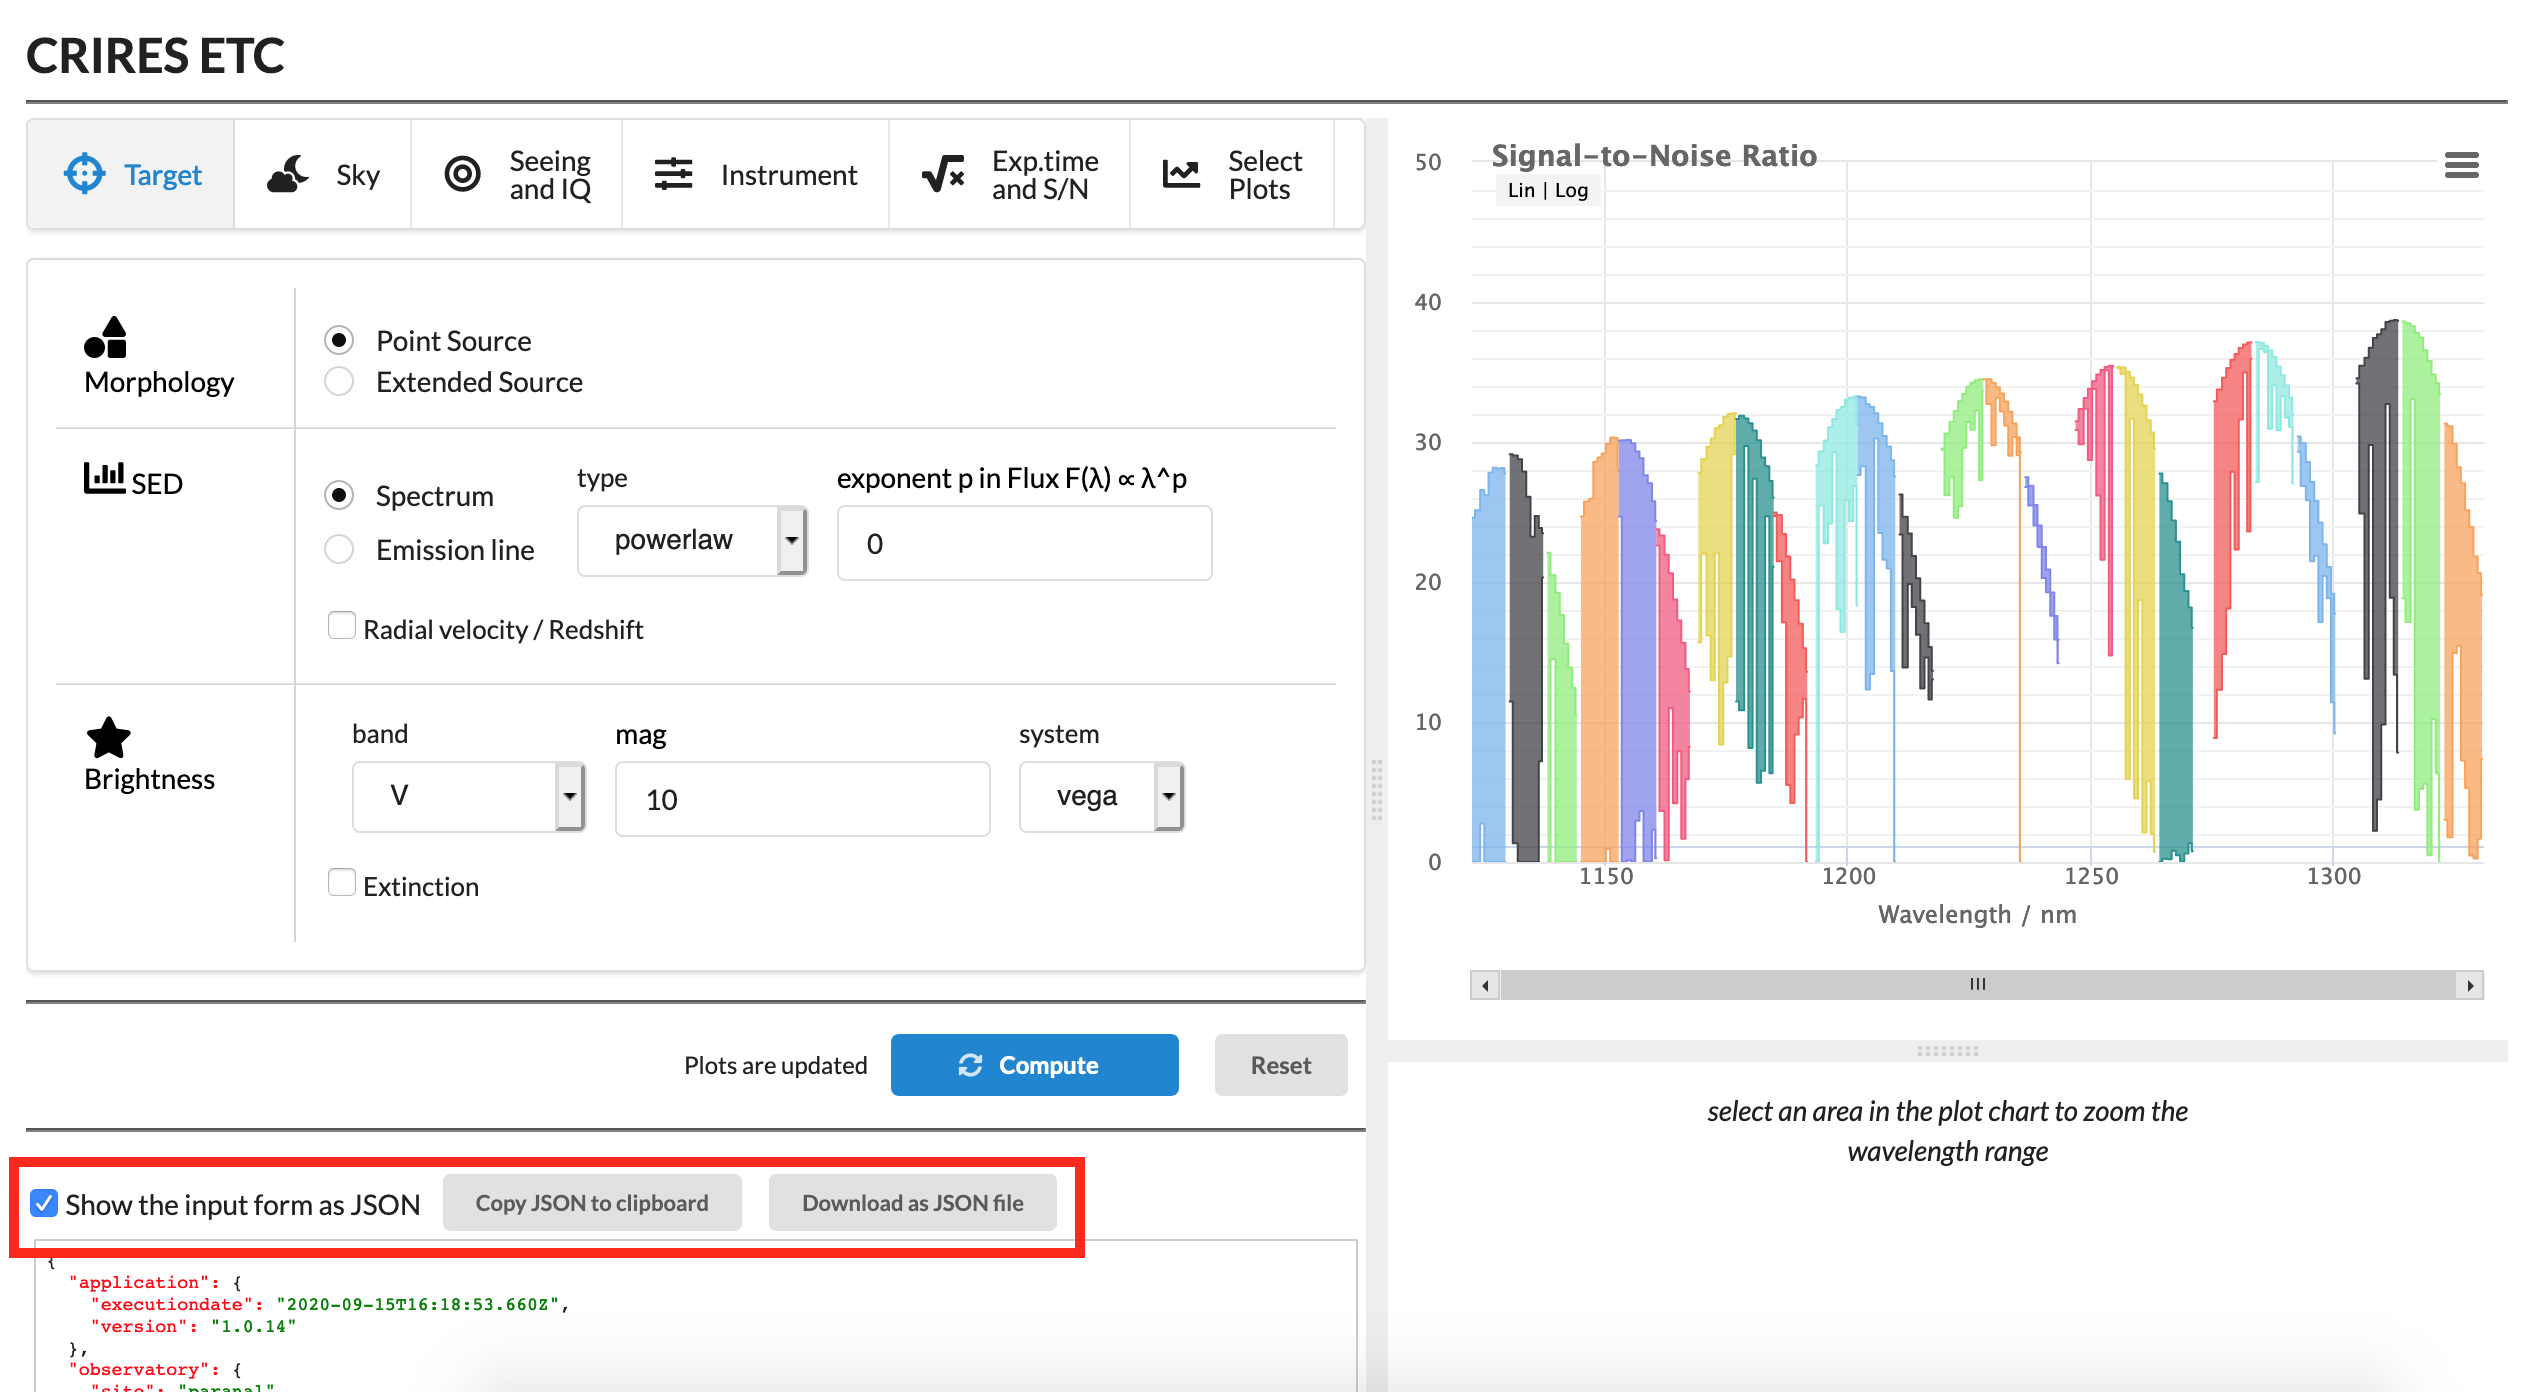 CRIRES ETC
Target
Sky
Seeing
and IQ
Instrument
Exp.time
and S/N
Select
Plots
Morphology
Point Source
Extended Source
SED
Spectrum
Emission line
type
powerlaw
exponent p in Flux F(λ) ∝ λ^p
0
Radial velocity / Redshift
Brightness
band
V
mag
10
system
vega
Extinction
Plots are updated
Compute
Reset
Show the input form as JSON
Copy JSON to clipboard
Download as JSON file
{
"application": {
"executiondate": "2020-09-15T16:18:53.660Z",
"version": "1.0.14"
},
"observatory": {
"site": "paranal"
Signal-to-Noise Ratio
Lin | Log
50
40
30
20
10
0
1150
1200
1250
1300
Wavelength / nm
select an area in the plot chart to zoom the
wavelength range